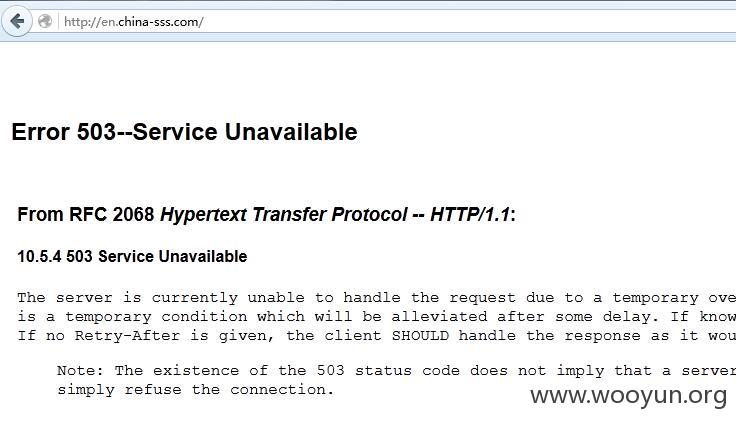 http://en.china-sss.com/
Error 503--Service Unavailable
From RFC 2068 Hypertext Transfer Protocol -- HTTP/1.1:
10.5.4 503 Service Unavailable
The server is currently unable to handle the request due to a temporary ove
is a temporary condition which will be alleviated after some delay. If know
If no Retry-After is given, the client SHOULD handle the response as it wou
Note: The existence of the 503 status code does not imply that a server
simply refuse the connection.
www.wooyun.org